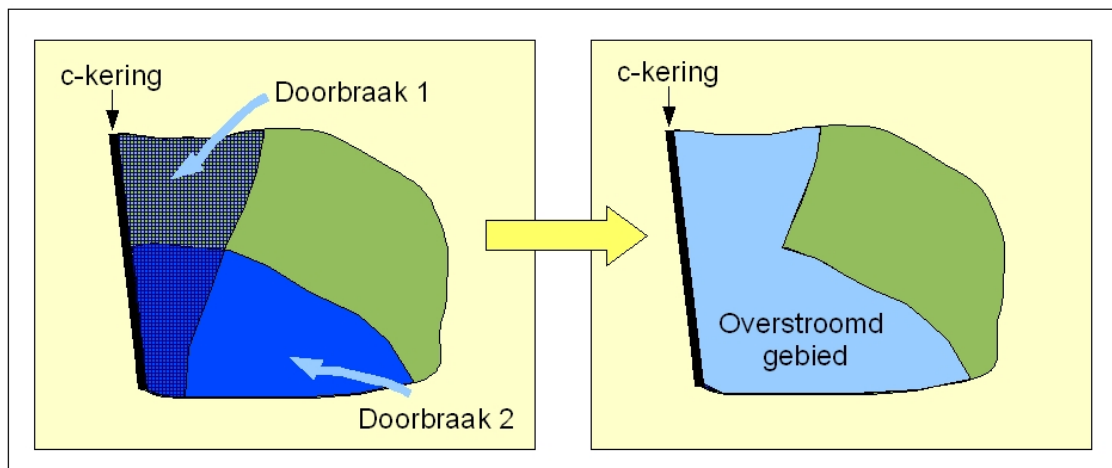 c-kering
Doorbraak 1
Doorbraak 2
c-kering
Overstroomd
gebied